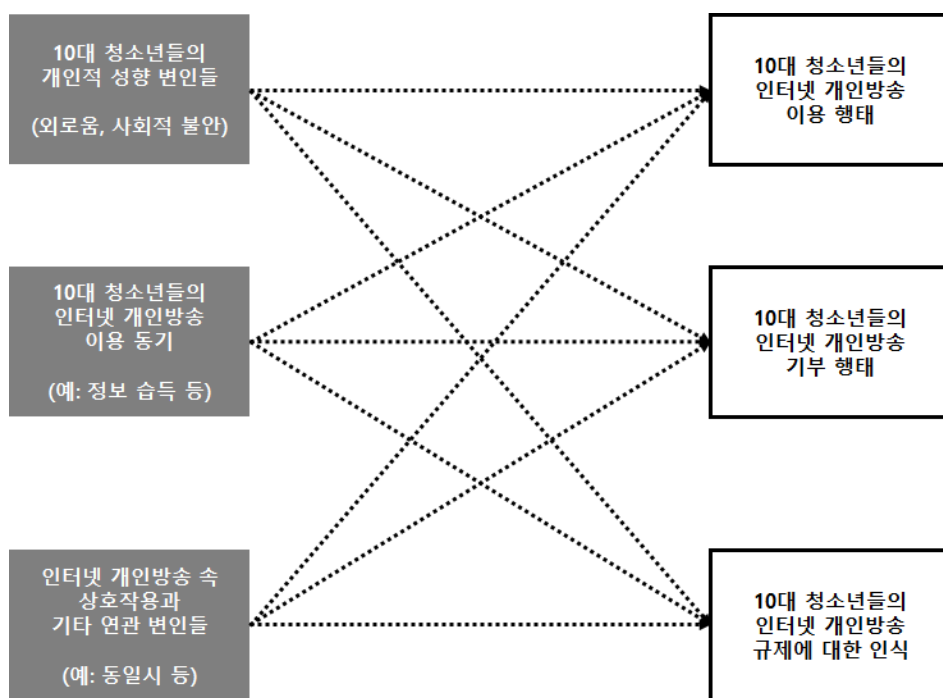 10대 청소년들의
개인적 성향 변인들
(외로움, 사회적 불안)
10대 청소년들의
인터넷 개인방송
이용 행태
10대 청소년들의
인터넷 개인방송
이용 동기
(예: 정보 습득 등)
10대 청소년들의
인터넷 개인방송
기부 행태
인터넷 개인방송 속
상호작용과
기타 연관 변인들
(예: 동일시 등)
10대 청소년들의
인터넷 개인방송
규제에 대한 인식